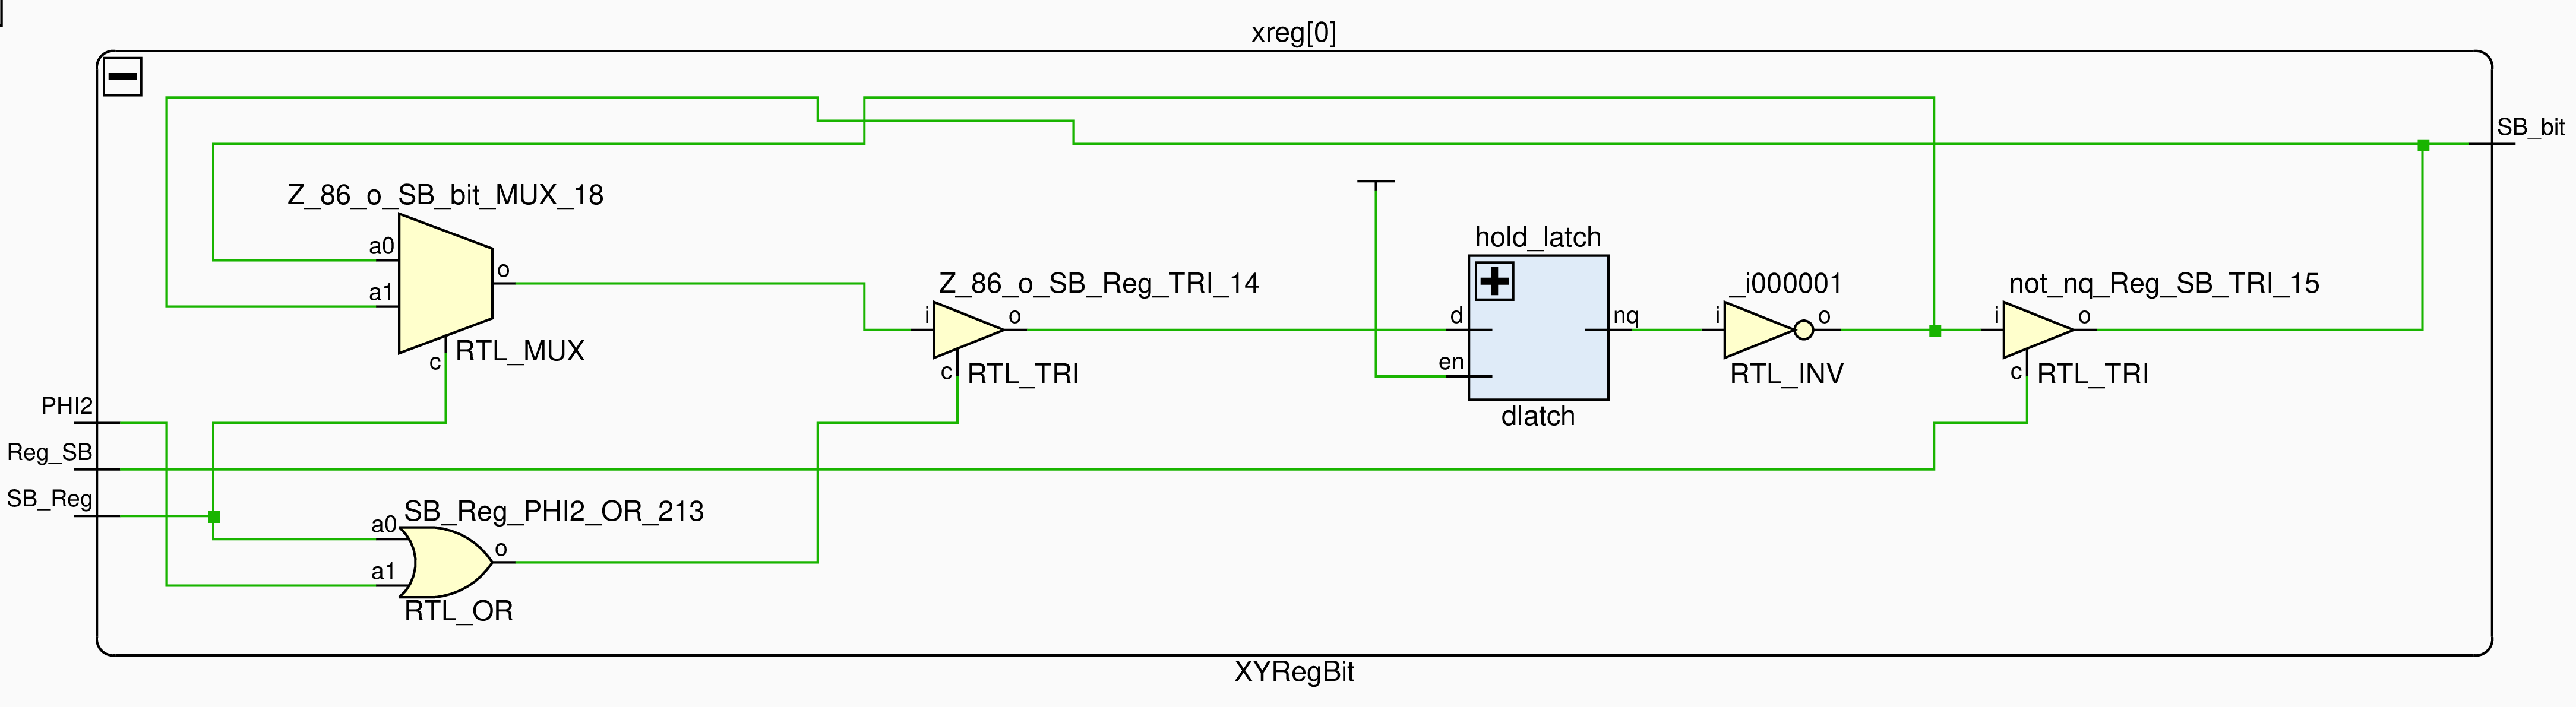 xreg[0]
SB_bit
Z_86_o_SB_bit_MUX_18
a0
a1
o
c
RTL_MUX
Z_86_o_SB_Reg_TRI_14
i
o
c
RTL_TRI
hold_latch
d
en
nq
dlatch
_i000001
i
o
RTL_INV
not_nq_Reg_SB_TRI_15
i
o
c
RTL_TRI
PHI2
Reg_SB
SB_Reg
SB_Reg_PHI2_OR_213
a0
a1
o
RTL_OR
XYRegBit